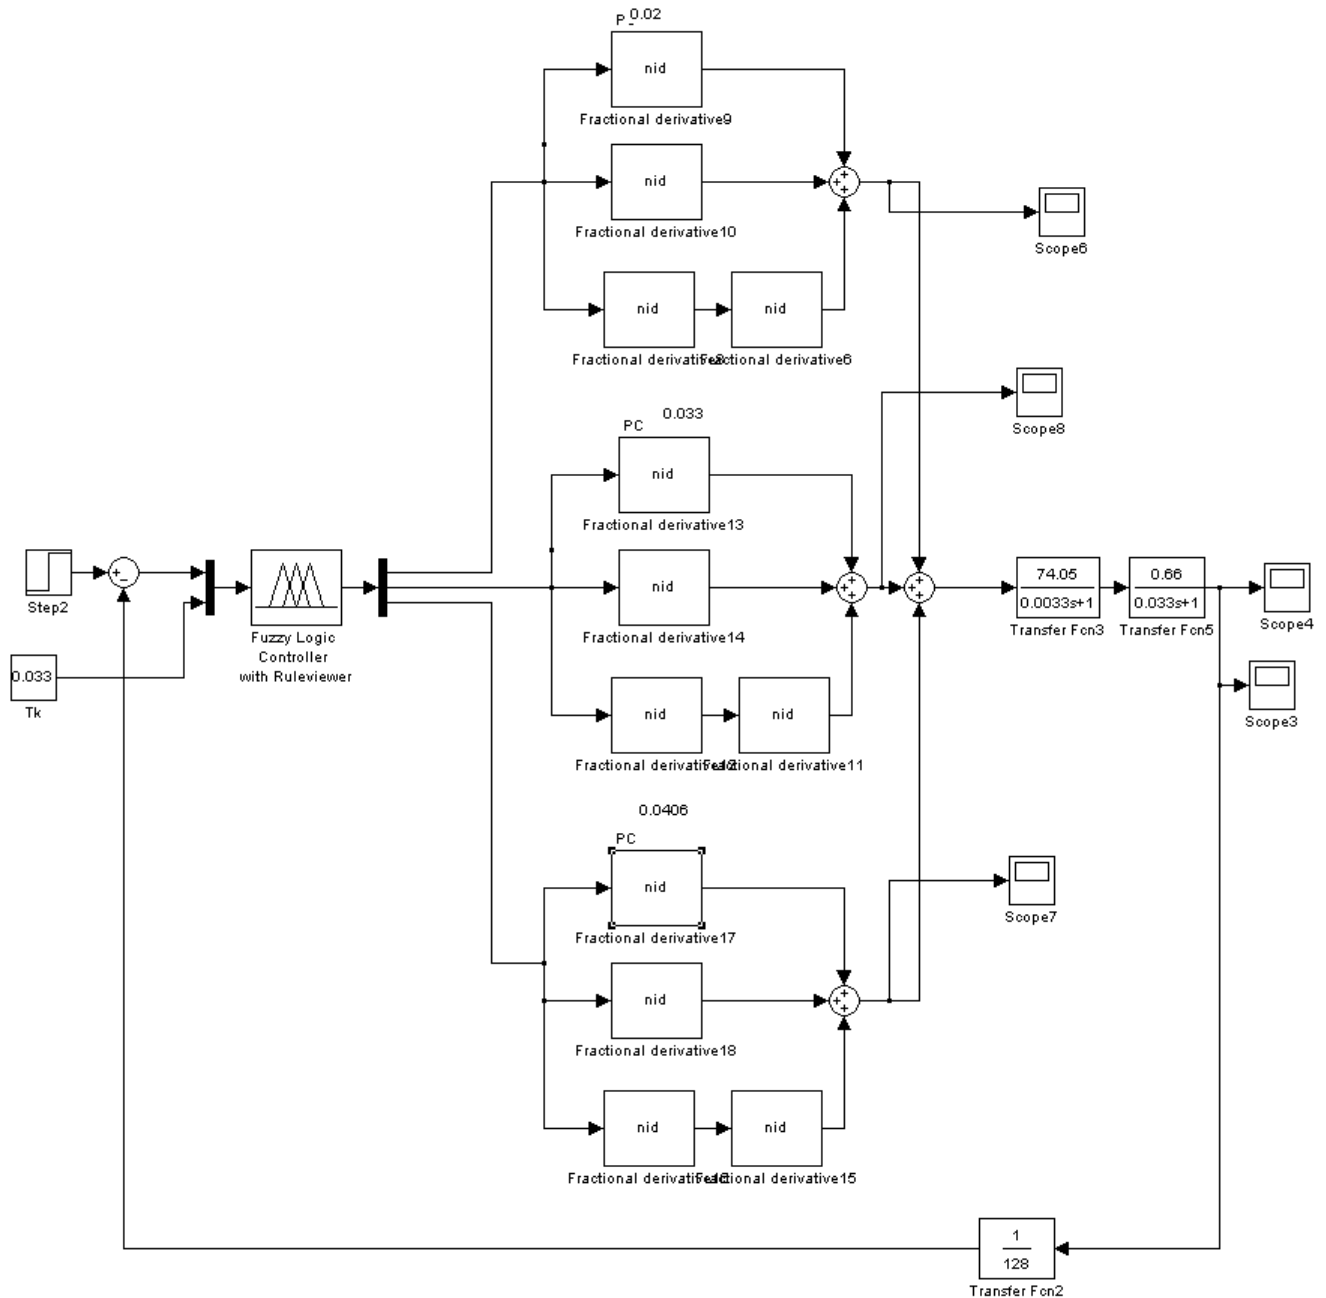 0.02
nid
Fractional derivative9
nid
Fractional derivative10
Scope6
nid
nid
Fractional derivative6
Scope8
0.033
PC
nid
Fractional derivative13
Step2
nid
Fractional derivative14
74.05
0.0033s+1
Transfer Fcn3
0.66
0.033s+1
Transfer Fcn5
Scope4
Fuzzy Logic
Controller
with Ruleviewer
0.033
Tk
Scope3
nid
nid
Fractional derivative11
0.0406
PC
nid
Fractional derivative17
Scope7
nid
Fractional derivative18
nid
nid
Fractional derivative15
1
128
Transfer Fcn2